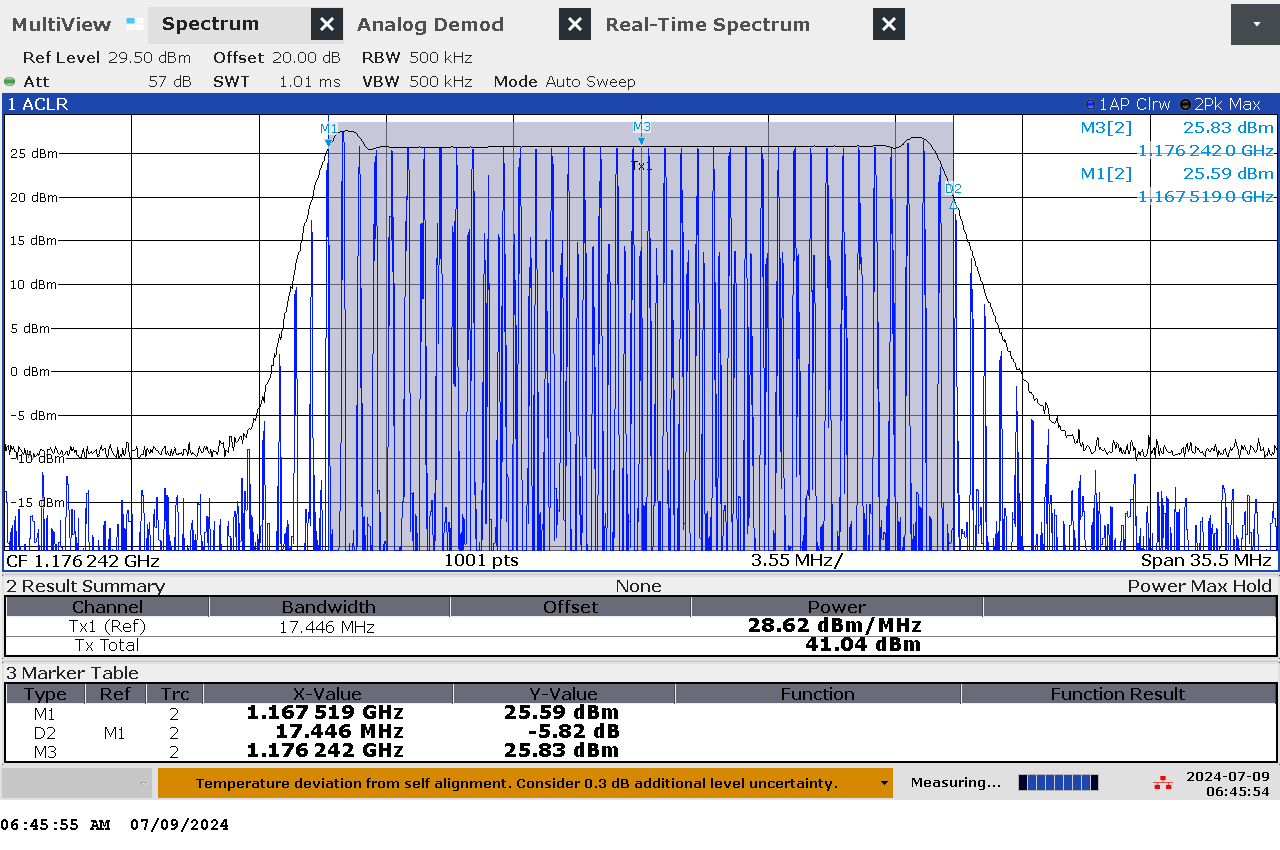 MultiView Spectrum Analog Demod Real-Time Spectrum
Ref Level 29.50 dBm Offset 20.00 dB RBW 500 kHz
Att 57 dB SWT 1.01 ms VBW 500 kHz Mode Auto Sweep
1 ACLR 1AP Clrw 2Pk Max
M1 M3 M3[2] 25.83 dBm
25 dBm 1.176 242 0 GHz
Tx1 M1[2] 25.59 dBm
20 dBm D2 1.167 519 0 GHz
15 dBm
10 dBm
5 dBm
0 dBm
-5 dBm
-10 dBm
-15 dBm
CF 1.176 242 GHz 1001 pts 3.55 MHz/ Span 35.5 MHz
2 Result Summary None Power Max Hold
Channel Bandwidth Offset Power
Tx1 (Ref) 17.446 MHz 28.62 dBm/MHz
Tx Total 41.04 dBm
3 Marker Table
Type Ref Trc X-Value Y-Value Function Function Result
M1 2 1.167 519 GHz 25.59 dBm
D2 M1 2 17.446 MHz -5.82 dB
M3 2 1.176 242 GHz 25.83 dBm
Temperature deviation from self alignment. Consider 0.3 dB additional level uncertainty. Measuring... 2024-07-09
06:45:54
06:45:55 AM 07/09/2024